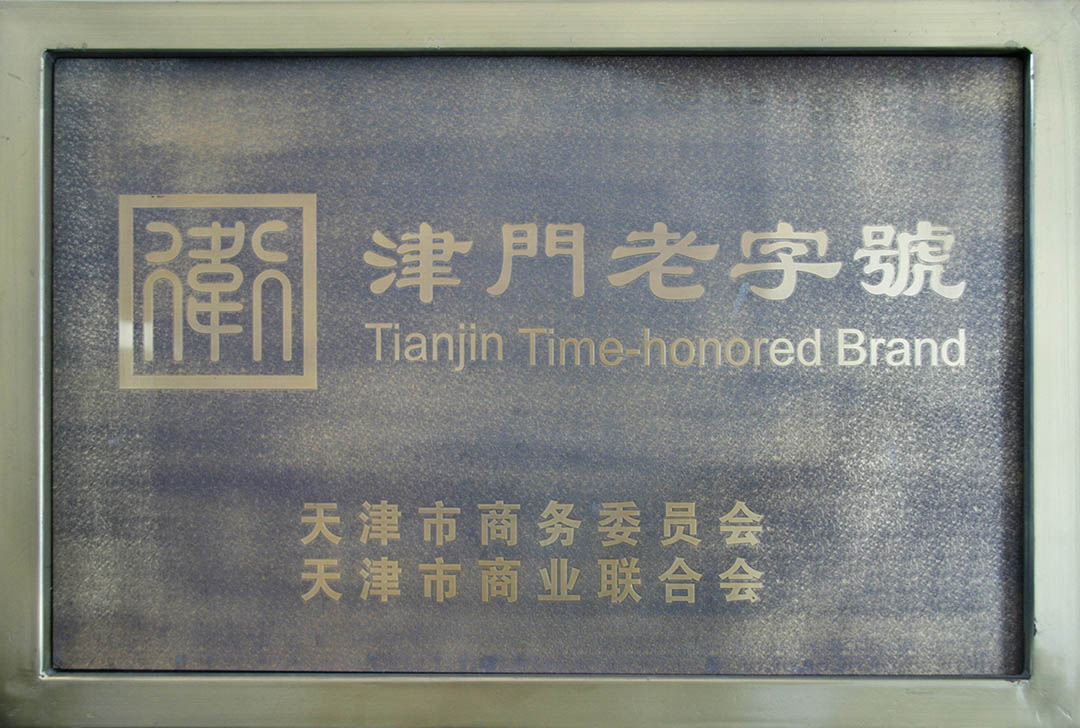 衛
津門老字號
Tianjin Time-honored Brand
天津市商务委员会
天津市商业联合会